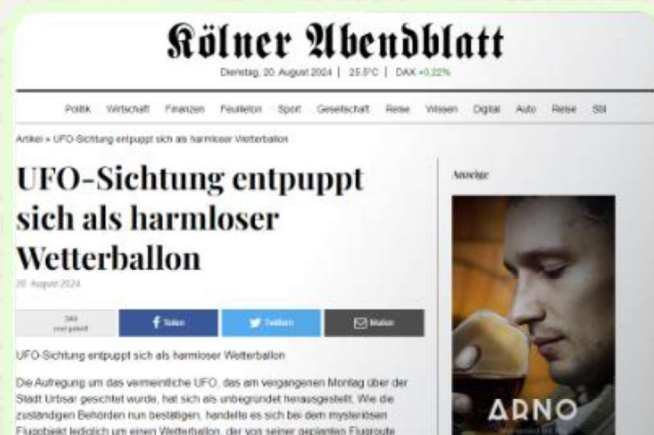 Kölner Abendblatt
Dienstag, 20. August 2024 | 25.5°C | DAX +0,22%
Politik Wirtschaft Finanzen Feuilleton Sport Gesellschaft Reise Wissen Digital Auto Reise Stil
Artikel » UFO-Sichtung entpuppt sich als harmloser Wetterballon
UFO-Sichtung entpuppt
sich als harmloser
Wetterballon
20. August 2024
Teilen Twittern Mailen
UFO-Sichtung entpuppt sich als harmloser Wetterballon
Die Aufregung um das vermeintliche UFO, das am vergangenen Montag über der
Stadt Urbsar gesichtet wurde, hat sich als unbegründet herausgestellt. Wie die
zuständigen Behörden nun bestätigen, handelte es sich bei dem mysteriösen
Flugobjekt lediglich um einen Wetterballon, der von seiner geplanten Flugroute
Anzeige
ARNO